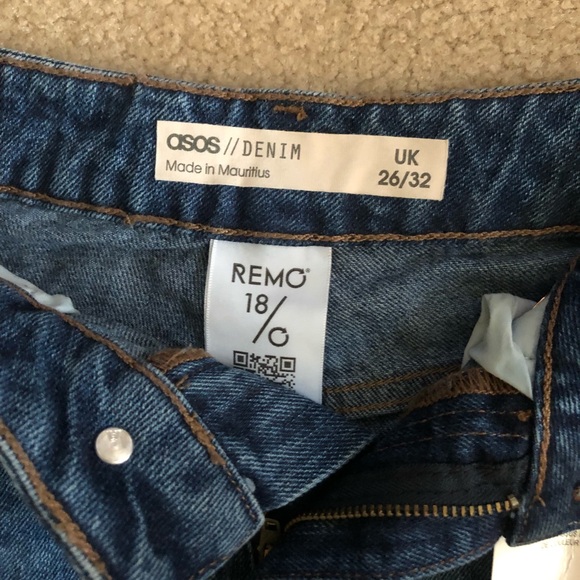 asos//DENIM
Made in Mauritius
UK
26/32
REMO®
18
/O